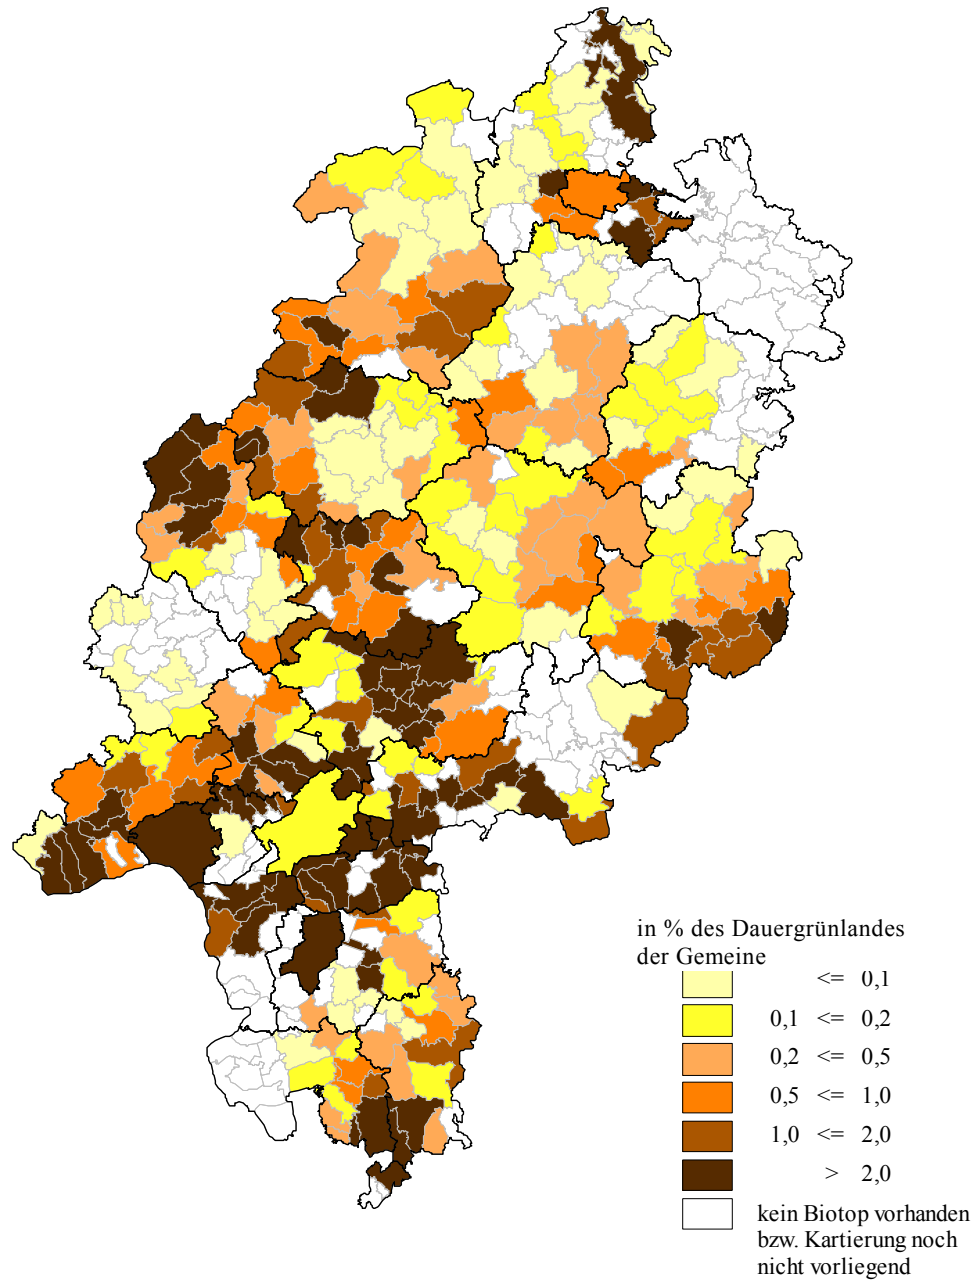 in % des Dauergrünlandes
der Gemeine
<= 0,1
0,1 <= 0,2
0,2 <= 0,5
0,5 <= 1,0
1,0 <= 2,0
> 2,0
kein Biotop vorhanden
bzw. Kartierung noch
nicht vorliegend